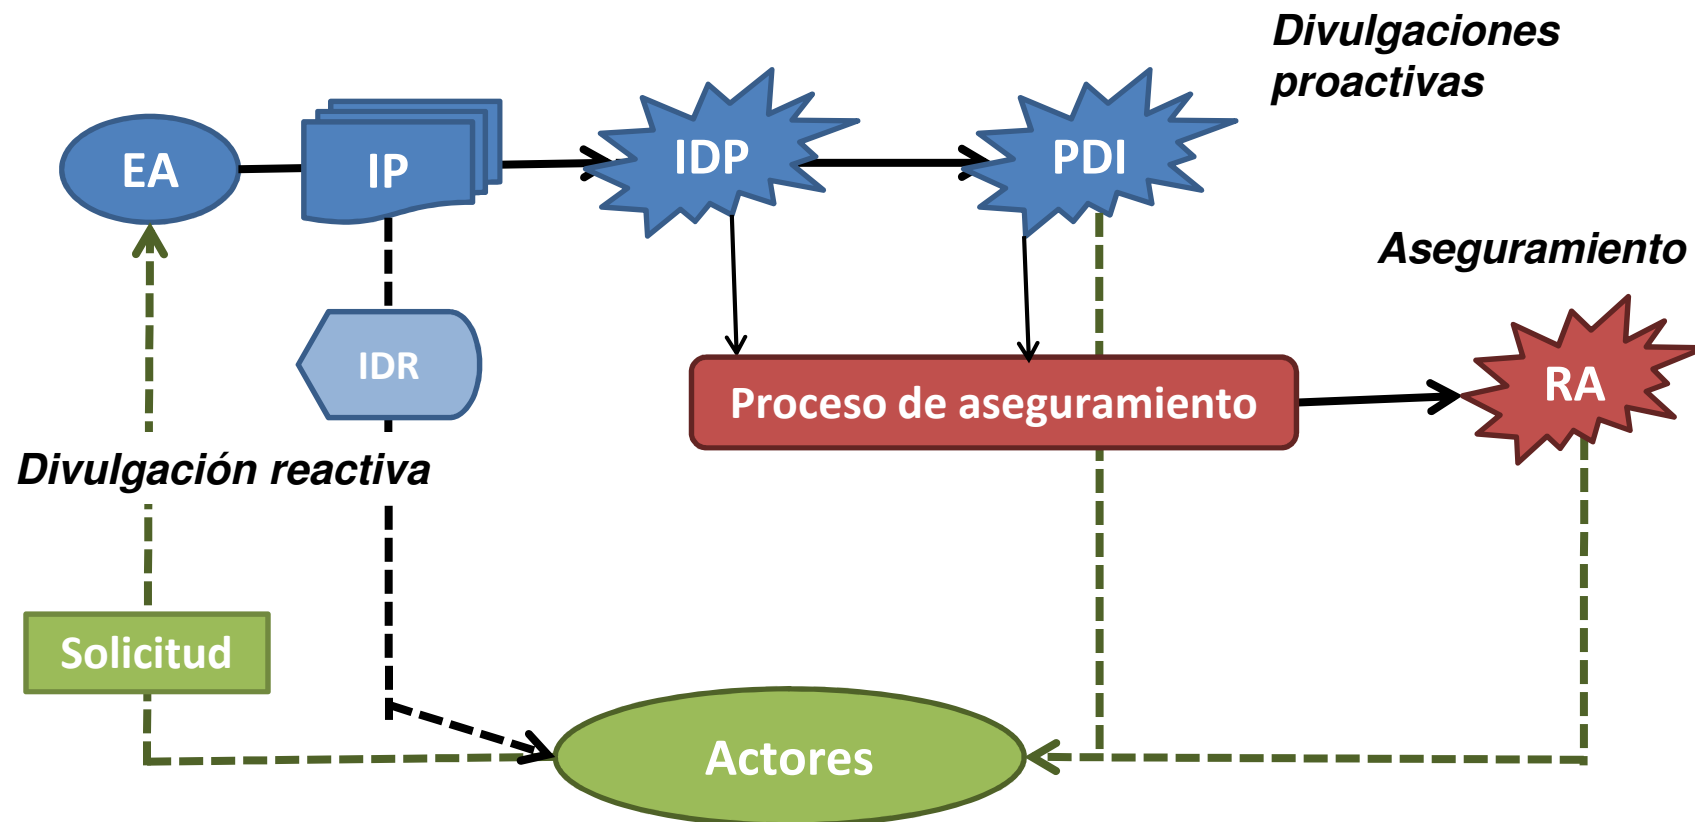 Divulgaciones
proactivas
EA
IP
IDP
PDI
Aseguramiento
IDR
Proceso de aseguramiento
RA
Divulgación reactiva
Solicitud
Actores